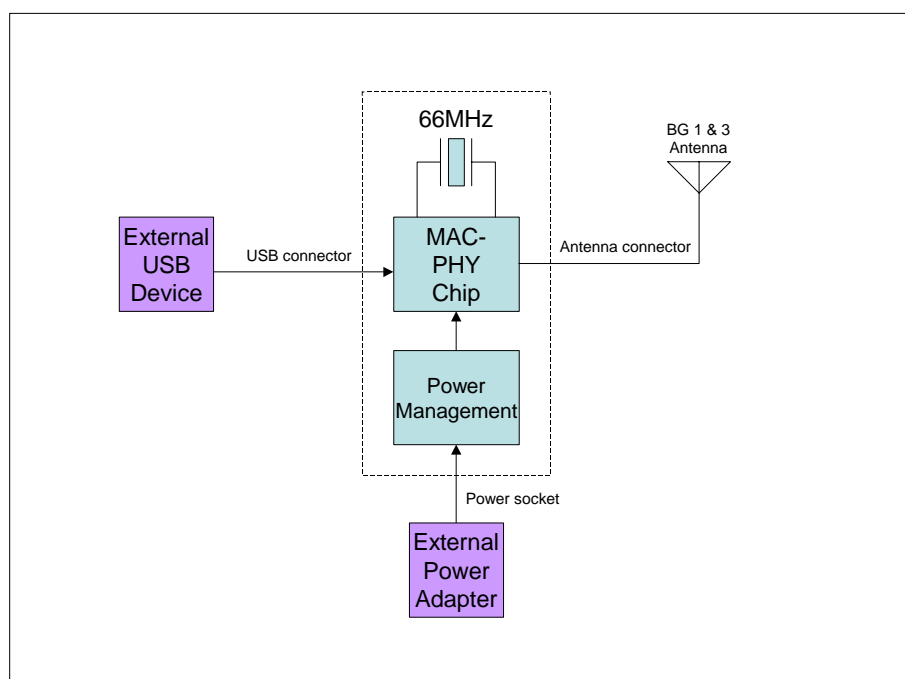 66MHz
BG 1 & 3
Antenna
External
USB
Device
USB connector
MAC-
PHY
Chip
Antenna connector
Power
Management
Power socket
External
Power
Adapter